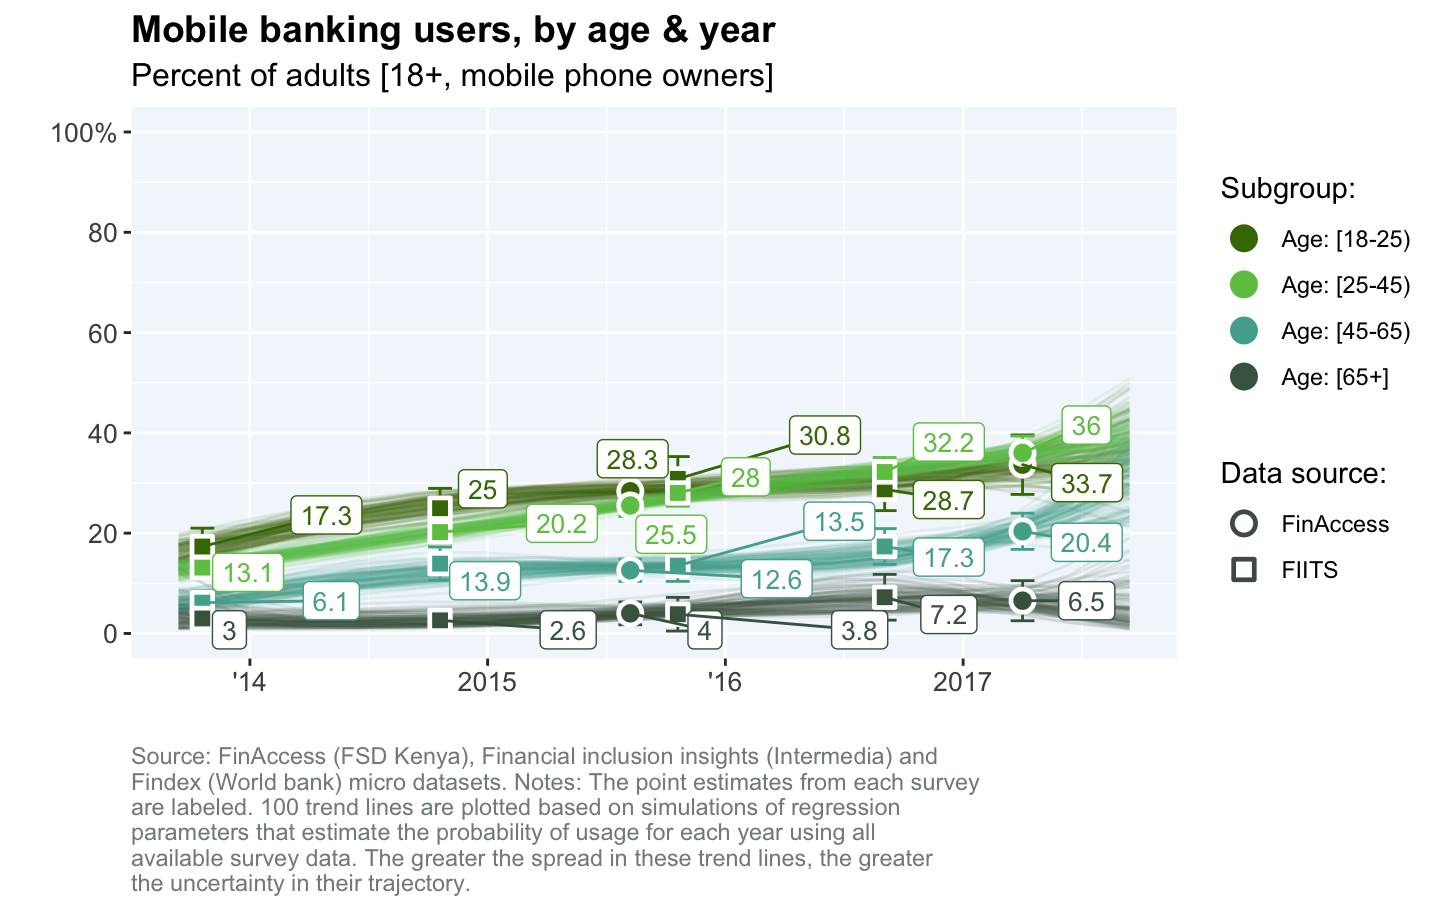 Mobile banking users, by age & year
Percent of adults [18+, mobile phone owners]
100%
80
60
40
20
0
30.8
36
32.2
28.3
28
25
33.7
28.7
17.3
20.2
13.5
25.5
20.4
17.3
13.1
13.9
12.6
6.1
6.5
7.2
3
2.6
4
3.8
'14
2015
'16
2017
Subgroup:
Age: [18-25)
Age: [25-45)
Age: [45-65)
Age: [65+]
Data source:
FinAccess
FIITS
Source: FinAccess (FSD Kenya), Financial inclusion insights (Intermedia) and
Findex (World bank) micro datasets. Notes: The point estimates from each survey
are labeled. 100 trend lines are plotted based on simulations of regression
parameters that estimate the probability of usage for each year using all
available survey data. The greater the spread in these trend lines, the greater
the uncertainty in their trajectory.